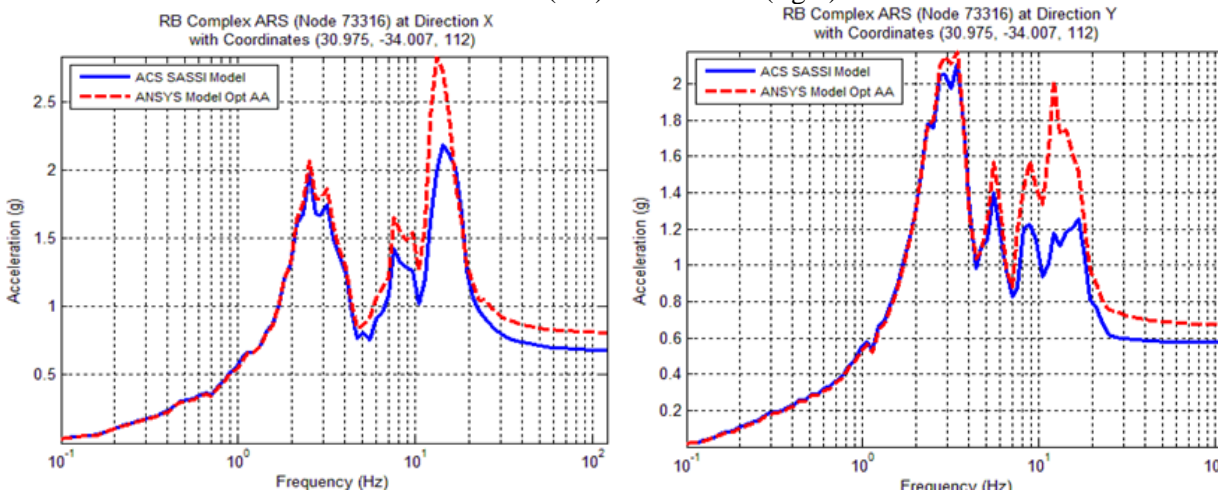 RB Complex ARS (Node 73316) at Direction X
with Coordinates (30.975, -34.007, 112)
ACS SASSI Model
ANSYS Model Opt AA
2.5
2
1.5
1
0.5
Acceleration (g)
10^-1
10^0
10^1
10^2
Frequency (Hz)
RB Complex ARS (Node 73316) at Direction Y
with Coordinates (30.975, -34.007, 112)
ACS SASSI Model
ANSYS Model Opt AA
2
1.8
1.6
1.4
1.2
1
0.8
0.6
0.4
0.2
Acceleration (g)
10^-1
10^0
10^1
Frequency (Hz)